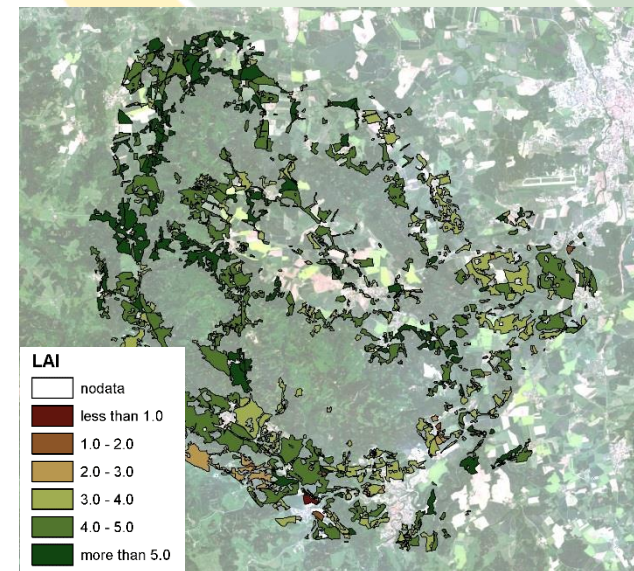 LAI
nodata
less than 1.0
1.0 - 2.0
2.0 - 3.0
3.0 - 4.0
4.0 - 5.0
more than 5.0